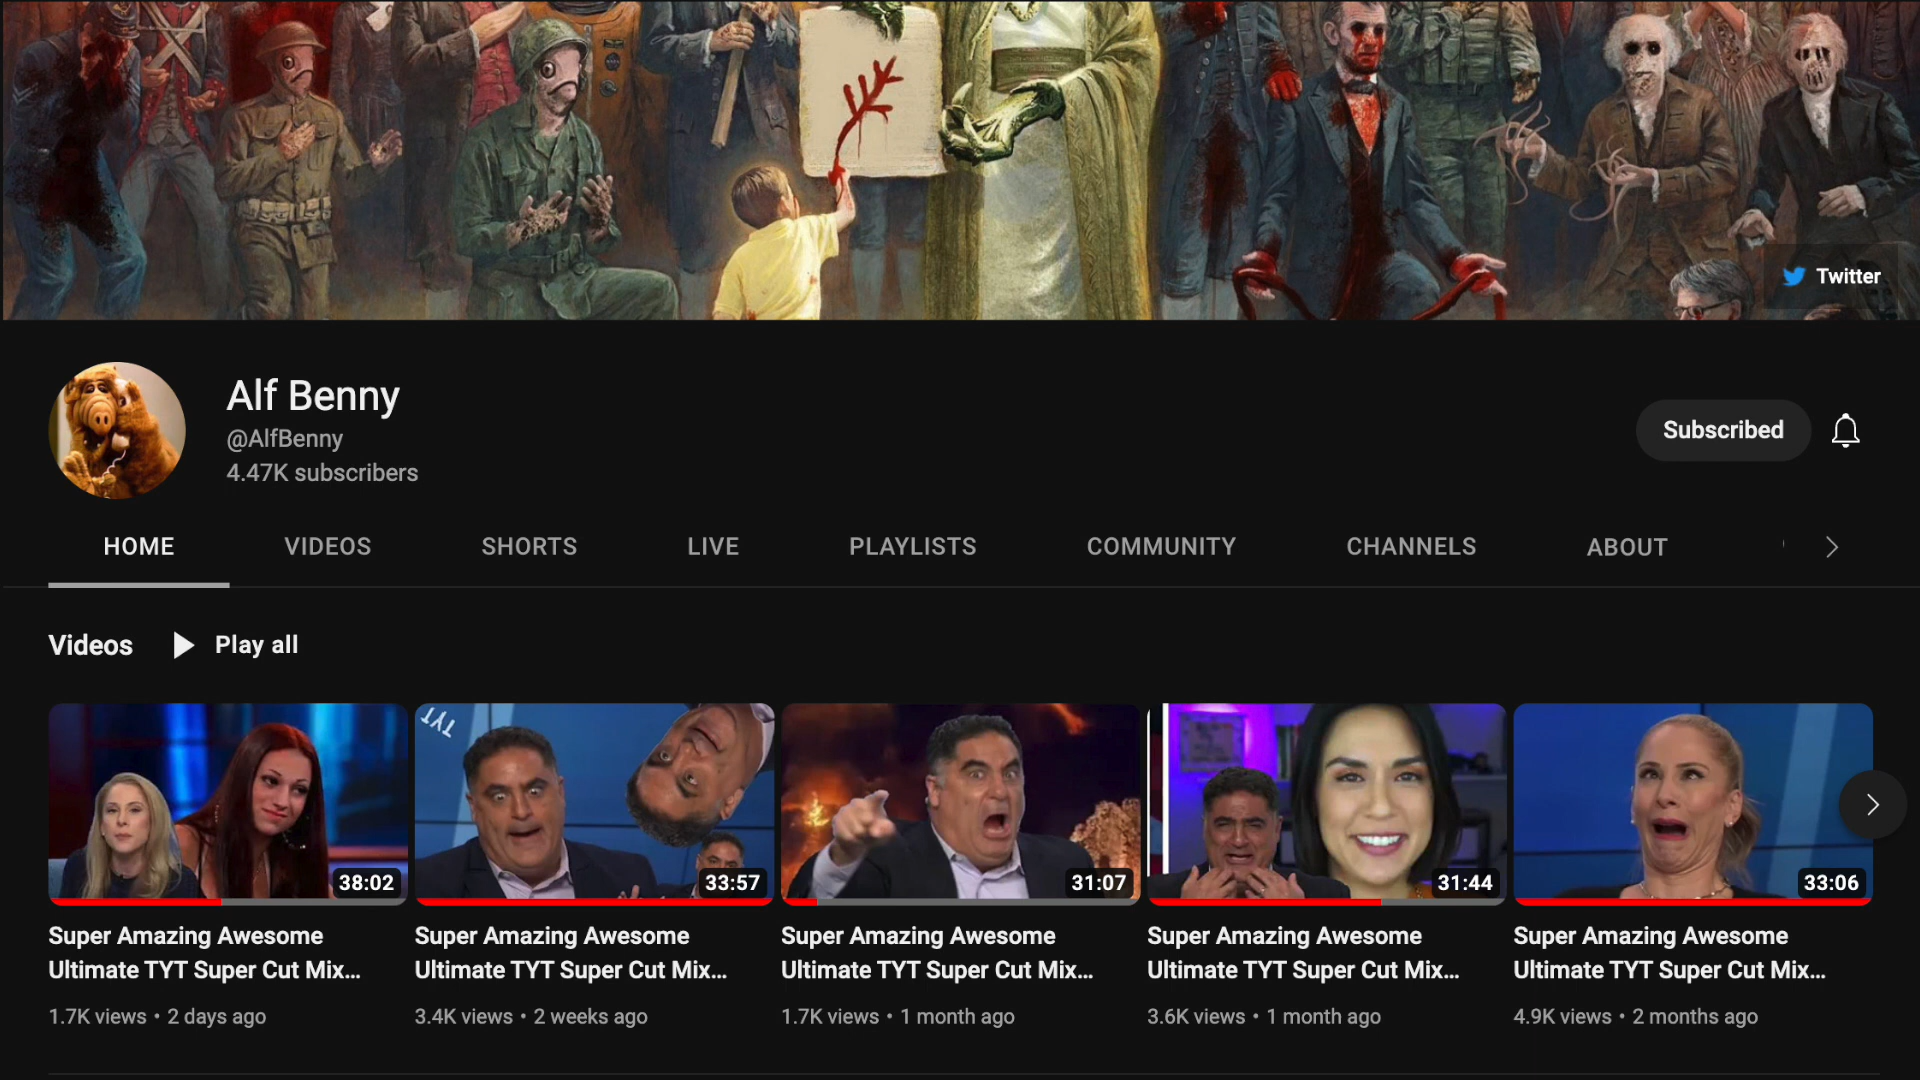 Twitter
Alf Benny
@AlfBenny
4.47K subscribers
Subscribed
HOME
VIDEOS
SHORTS
LIVE
PLAYLISTS
COMMUNITY
CHANNELS
ABOUT
Videos
Play all
TYT
38:02
33:57
31:07
31:44
33:06
Super Amazing Awesome
Ultimate TYT Super Cut Mix...
1.7K views • 2 days ago
Super Amazing Awesome
Ultimate TYT Super Cut Mix...
3.4K views • 2 weeks ago
Super Amazing Awesome
Ultimate TYT Super Cut Mix...
1.7K views • 1 month ago
Super Amazing Awesome
Ultimate TYT Super Cut Mix...
3.6K views • 1 month ago
Super Amazing Awesome
Ultimate TYT Super Cut Mix...
4.9K views • 2 months ago